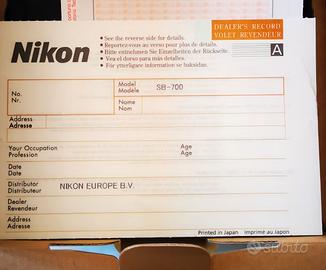 DEALER'S RECORD
VOLET REVENDEUR
A
Nikon
• See the reverse side for details.
• Reportez-vous au verso pour plus de détails.
• Bitte entnehmen Sie Einzelheiten der Rückseite.
• Vea el dorso para más detalles.
• För ytterligare information se baksidan.
No.
Nr.
Model
Modèle
SB-700
Name
Nom
Address
Adresse
Your Occupation
Profession
Age
Age
Date
Date
Distributor
Distributeur
NIKON EUROPE B.V.
Dealer
Revendeur
Address
Adresse
Printed in Japan Imprimé au Japon
subito